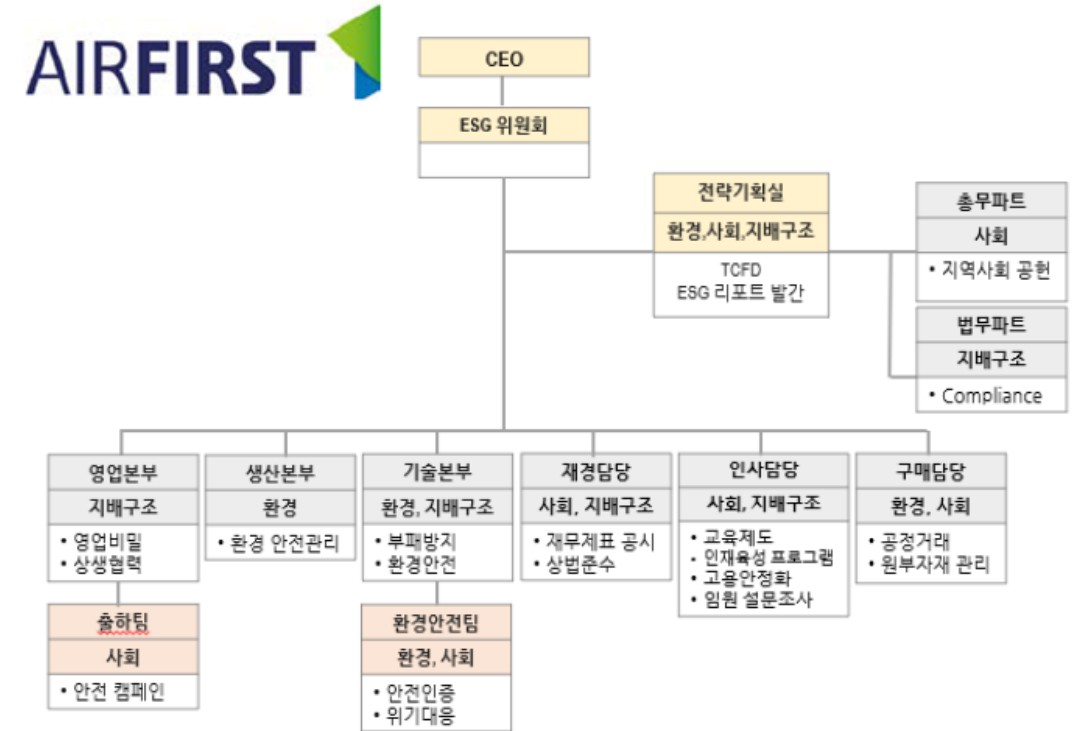 AIRFIRST
CEO
ESG 위원회
전략기획실
환경,사회,지배구조
TCFD
ESG 리포트 발간
총무파트
사회
• 지역사회 공헌
법무파트
지배구조
• Compliance
영업본부
지배구조
• 영업비밀
• 상생협력
생산본부
환경
• 환경 안전관리
기술본부
환경, 지배구조
• 부패방지
• 환경안전
재경담당
사회, 지배구조
• 재무제표 공시
• 상법준수
인사담당
사회, 지배구조
• 교육제도
• 인재육성 프로그램
• 고용안정화
• 임원 설문조사
구매담당
환경, 사회
• 공정거래
• 원부자재 관리
출하팀
사회
• 안전 캠페인
환경안전팀
환경, 사회
• 안전인증
• 위기대응